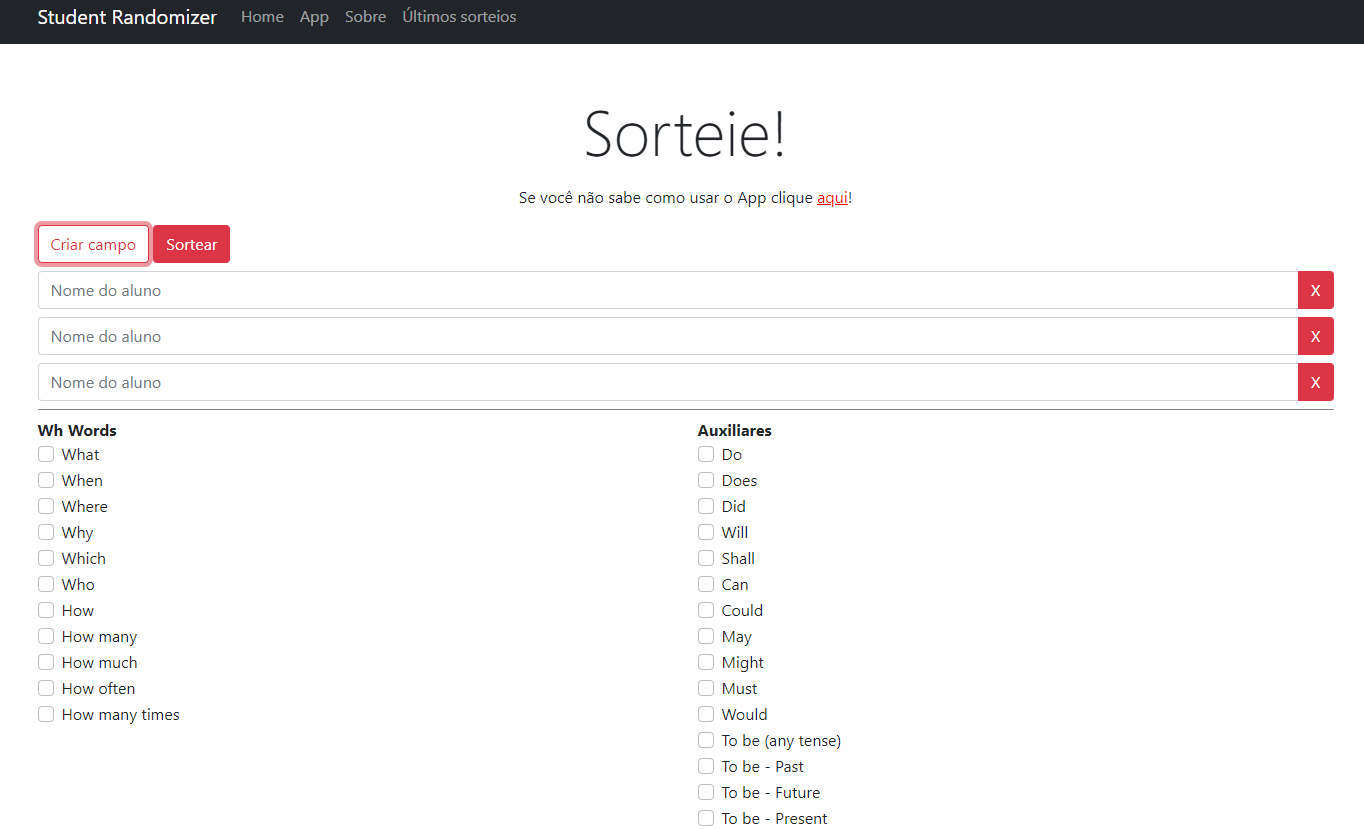 Student Randomizer Home App Sobre Últimos sorteios
Sorteie!
Se você não sabe como usar o App clique aqui!
Criar campo Sortear
Nome do aluno X
Nome do aluno X
Nome do aluno X
Wh Words
What
When
Where
Why
Which
Who
How
How many
How much
How often
How many times
Auxiliares
Do
Does
Did
Will
Shall
Can
Could
May
Might
Must
Would
To be (any tense)
To be - Past
To be - Future
To be - Present